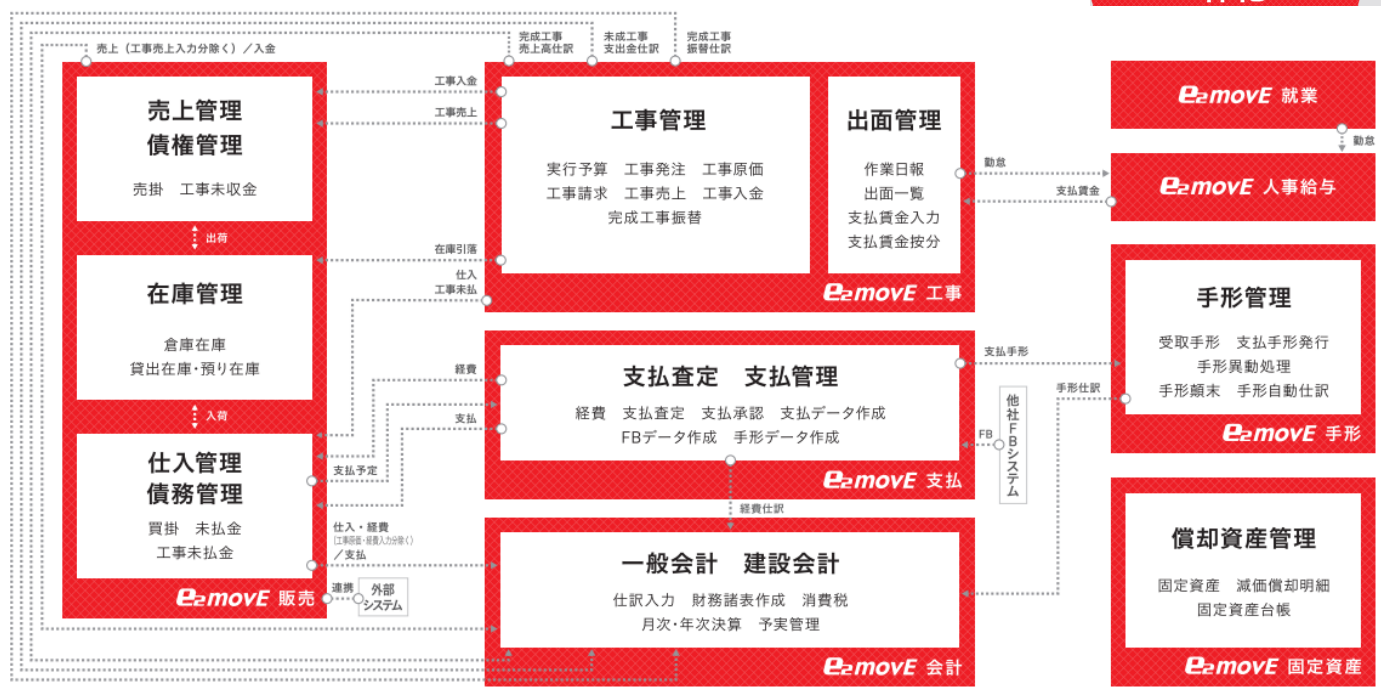 売上（工事売上入力分除く）／入金
完成工事
売上高仕訳
未成工事
支出金仕訳
完成工事
振替仕訳
売上管理
債権管理
売掛　工事未収金
出荷
在庫管理
倉庫在庫
貸出在庫・預り在庫
入荷
仕入管理
債務管理
買掛　未払金
工事未払金
e2movE 販売
連携
外部
システム
工事入金
工事売上
在庫引落
仕入
工事未払
経費
支払
支払予定
仕入・経費
（工事原価・経費入力分除く）
／支払
工事管理
実行予算　工事発注　工事原価
工事請求　工事売上　工事入金
完成工事振替
出面管理
作業日報
出面一覧
支払賃金入力
支払賃金按分
e2movE 工事
支払査定　支払管理
経費　支払査定　支払承認　支払データ作成
FBデータ作成　手形データ作成
e2movE 支払
経費仕訳
一般会計　建設会計
仕訳入力　財務諸表作成　消費税
月次・年次決算　予実管理
e2movE 会計
勤怠
支払賃金
支払手形
手形仕訳
FB
他社FBシステム
e2movE 就業
勤怠
e2movE 人事給与
手形管理
受取手形　支払手形発行
手形異動処理
手形顛末　手形自動仕訳
e2movE 手形
償却資産管理
固定資産　減価償却明細
固定資産台帳
e2movE 固定資産